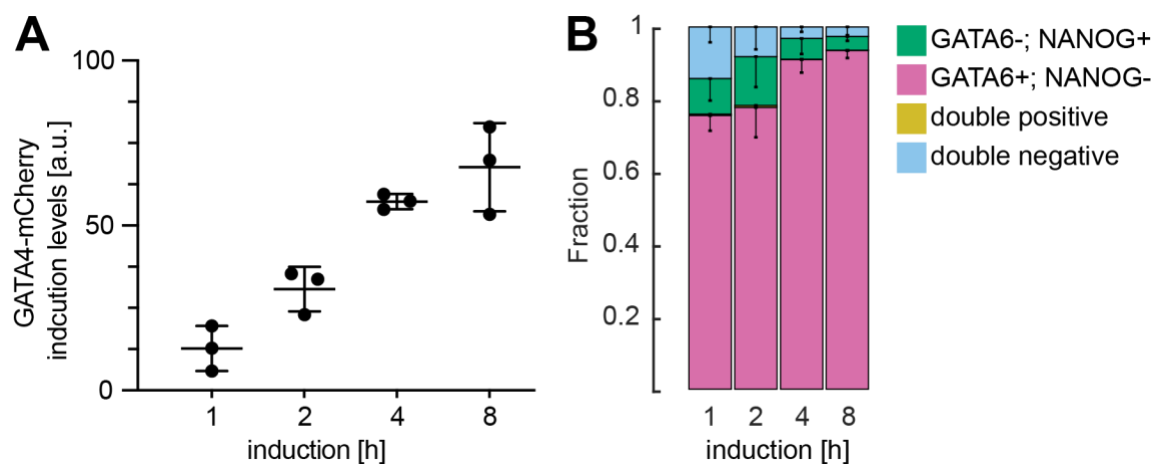 A
GATA4-mCherry
indcution levels [a.u.]
100
50
0
1 2 4 8
induction [h]
B
Fraction
1
0.8
0.6
0.4
0.2
1 2 4 8
induction [h]
GATA6-; NANOG+
GATA6+; NANOG-
double positive
double negative